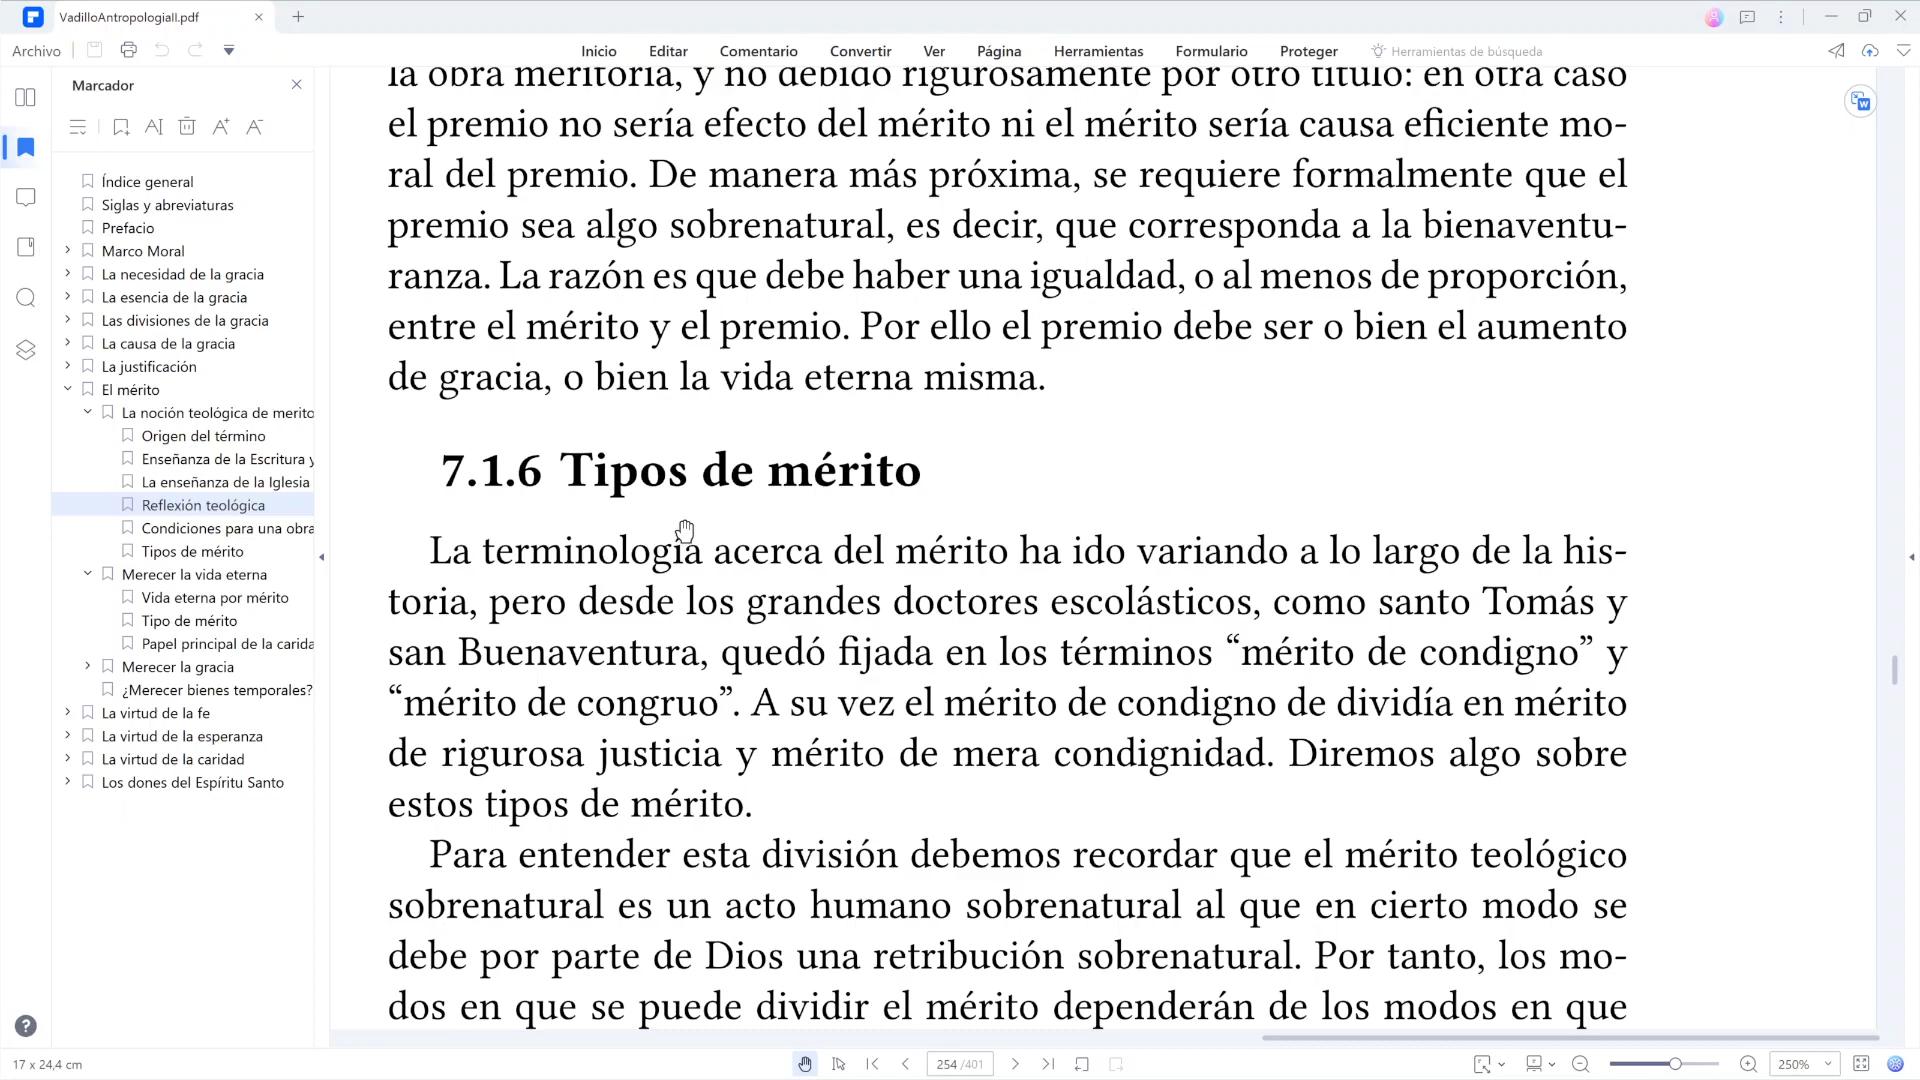 VadilloAntropologiaII.pdf
Archivo
Inicio
Editar
Comentario
Convertir
Ver
Página
Herramientas
Formulario
Proteger
Herramientas de búsqueda
Marcador
Índice general
Siglas y abreviaturas
Prefacio
Marco Moral
La necesidad de la gracia
La esencia de la gracia
Las divisiones de la gracia
La causa de la gracia
La justificación
El mérito
La noción teológica de merito
Origen del término
Enseñanza de la Escritura y
La enseñanza de la Iglesia
Reflexión teológica
Condiciones para una obra
Tipos de mérito
Merecer la vida eterna
Vida eterna por mérito
Tipo de mérito
Papel principal de la carida
Merecer la gracia
¿Merecer bienes temporales?
La virtud de la fe
La virtud de la esperanza
La virtud de la caridad
Los dones del Espíritu Santo
la obra meritoria, y no debido rigurosamente por otro título: en otra caso
el premio no sería efecto del mérito ni el mérito sería causa eficiente mo-
ral del premio. De manera más próxima, se requiere formalmente que el
premio sea algo sobrenatural, es decir, que corresponda a la bienaventu-
ranza. La razón es que debe haber una igualdad, o al menos de proporción,
entre el mérito y el premio. Por ello el premio debe ser o bien el aumento
de gracia, o bien la vida eterna misma.
7.1.6 Tipos de mérito
La terminología acerca del mérito ha ido variando a lo largo de la his-
toria, pero desde los grandes doctores escolásticos, como santo Tomás y
san Buenaventura, quedó fijada en los términos “mérito de condigno” y
“mérito de congruo”. A su vez el mérito de condigno de dividía en mérito
de rigurosa justicia y mérito de mera condignidad. Diremos algo sobre
estos tipos de mérito.
Para entender esta división debemos recordar que el mérito teológico
sobrenatural es un acto humano sobrenatural al que en cierto modo se
debe por parte de Dios una retribución sobrenatural. Por tanto, los mo-
dos en que se puede dividir el mérito dependerán de los modos en que
17 x 24,4 cm
254 /401
250%